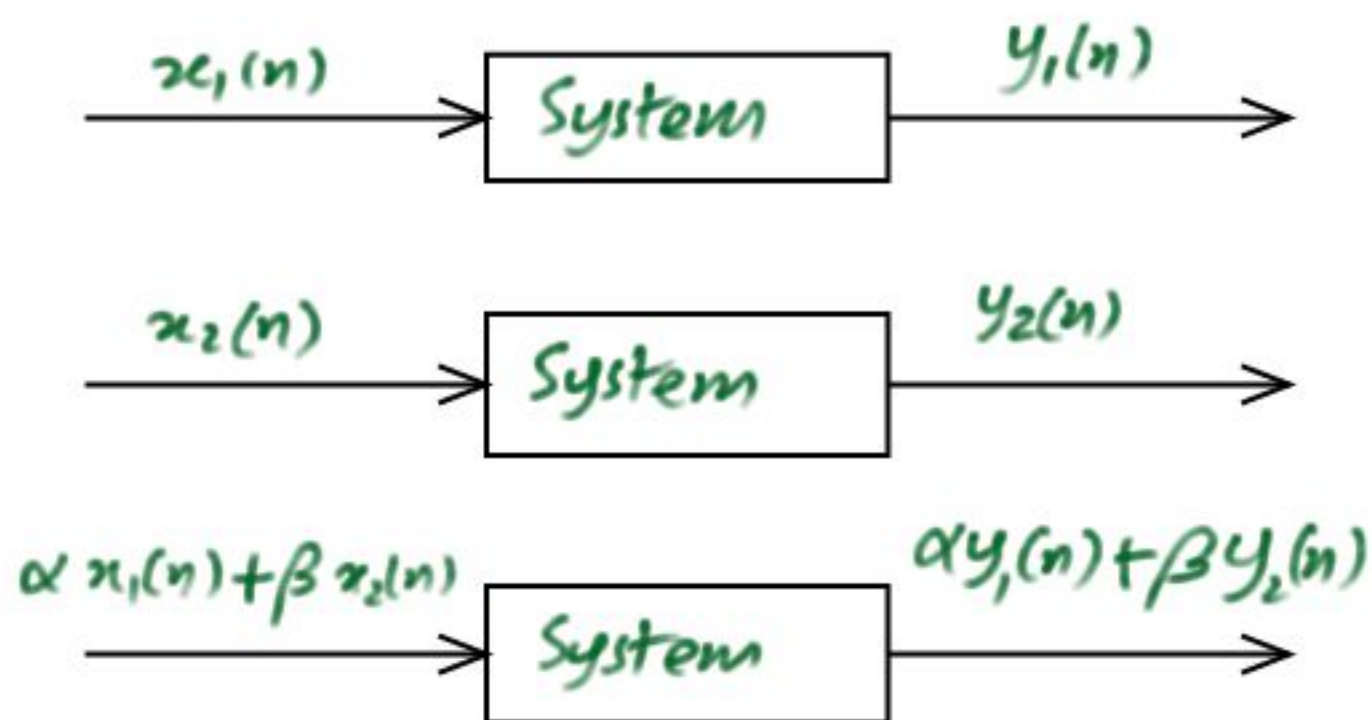 x₁(n) System y₁(n)
x₂(n) System y₂(n)
α x₁(n)+β x₂(n) System αy₁(n)+βy₂(n)